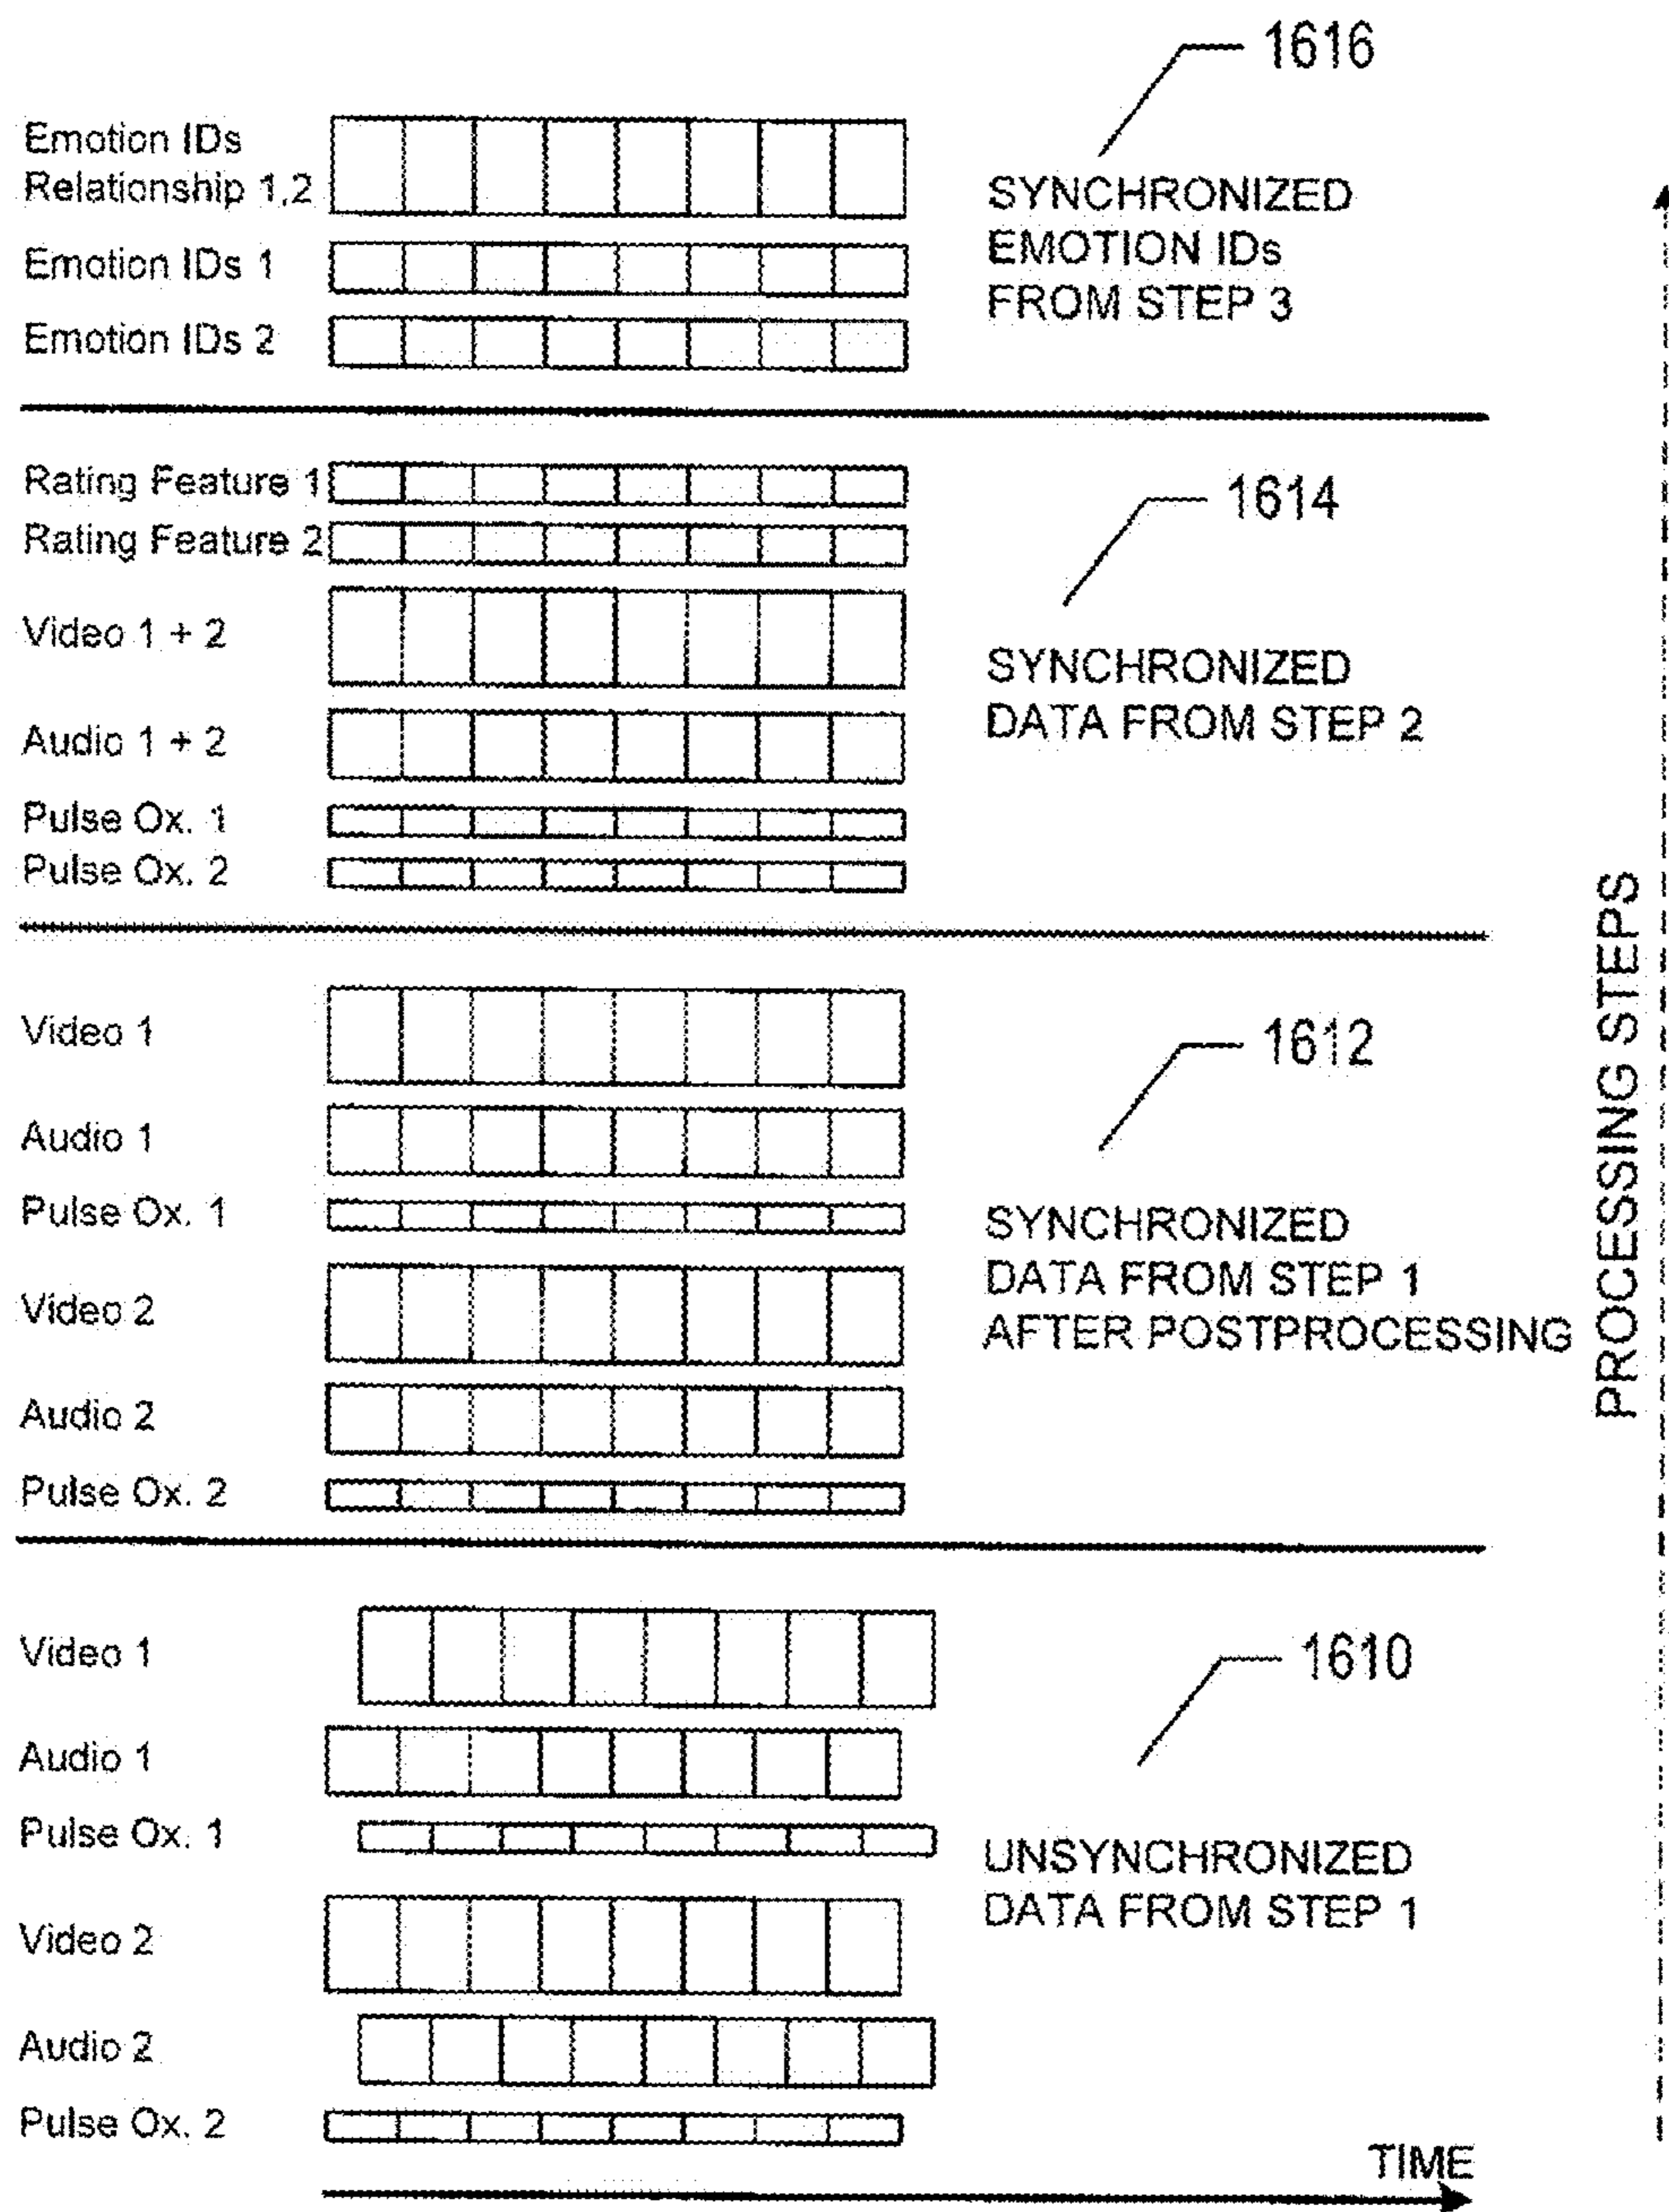 1616
Emotion IDs
Relationship 1,2
Emotion IDs 1
Emotion IDs 2
SYNCHRONIZED
EMOTION IDs
FROM STEP 3
Rating Feature 1
Rating Feature 2
Video 1 + 2
Audio 1 + 2
Pulse Ox. 1
Pulse Ox. 2
1614
SYNCHRONIZED
DATA FROM STEP 2
Video 1
Audio 1
Pulse Ox. 1
Video 2
Audio 2
Pulse Ox. 2
1612
SYNCHRONIZED
DATA FROM STEP 1
AFTER POSTPROCESSING
PROCESSING STEPS
Video 1
Audio 1
Pulse Ox. 1
Video 2
Audio 2
Pulse Ox. 2
1610
UNSYNCHRONIZED
DATA FROM STEP 1
TIME